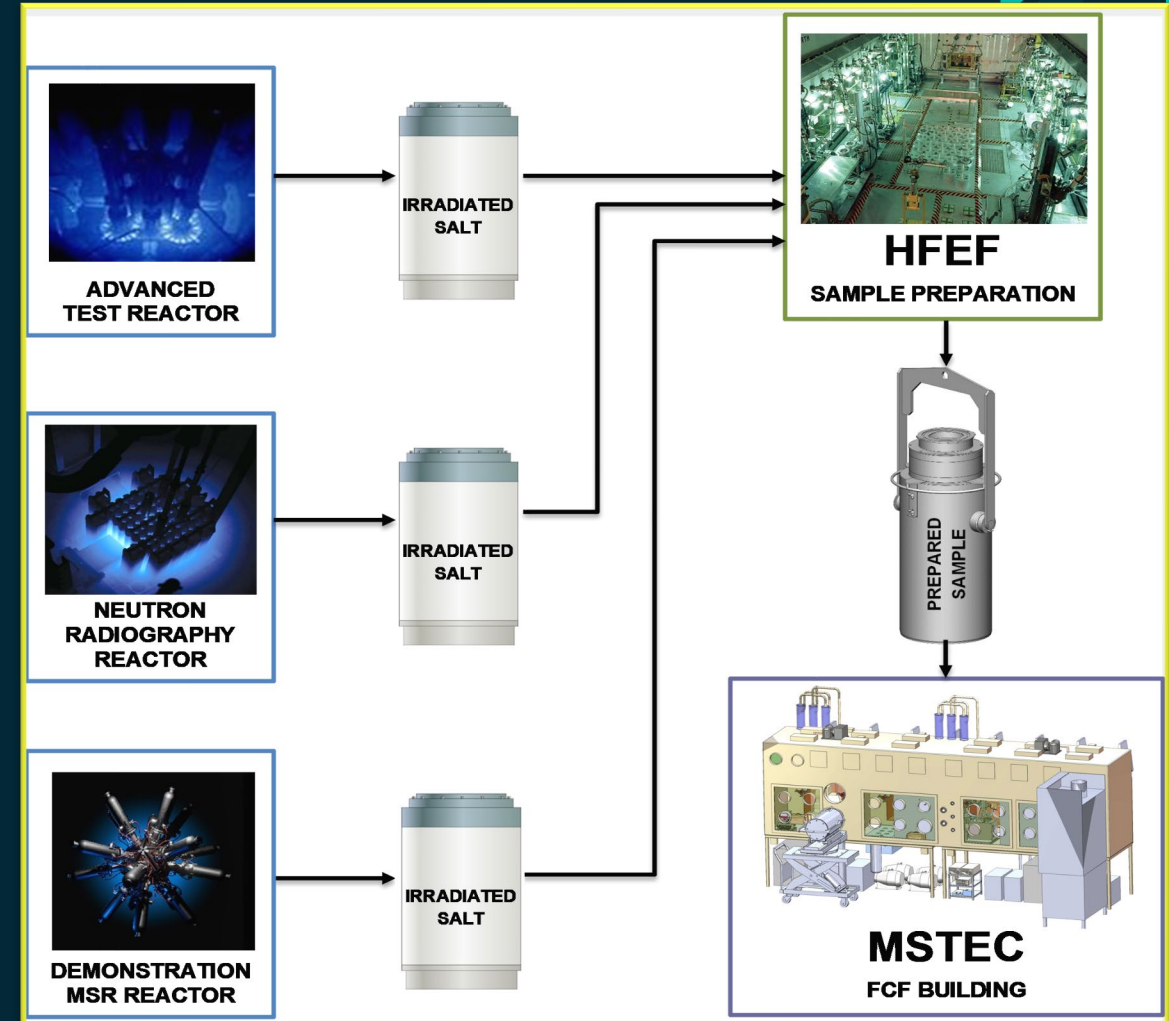 ADVANCED
TEST REACTOR
IRRADIATED
SALT
HFEF
SAMPLE PREPARATION
NEUTRON
RADIOGRAPHY
REACTOR
IRRADIATED
SALT
PREPARED
SAMPLE
DEMONSTRATION
MSR REACTOR
IRRADIATED
SALT
MSTEC
FCF BUILDING